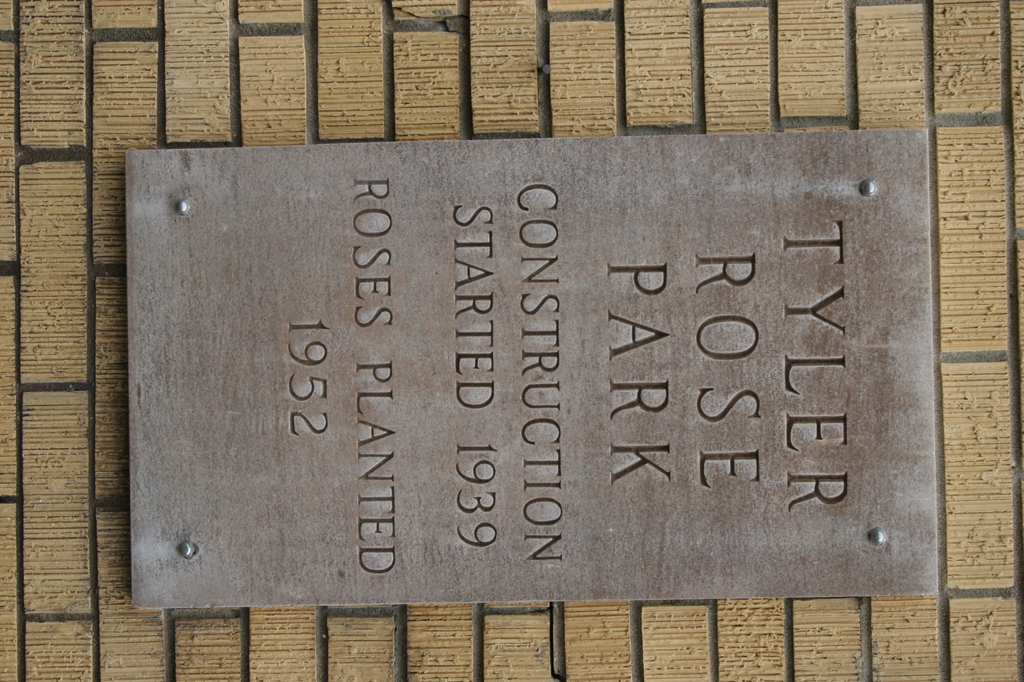 TYLER
ROSE
PARK
CONSTRUCTION
STARTED 1939
ROSES PLANTED
1952